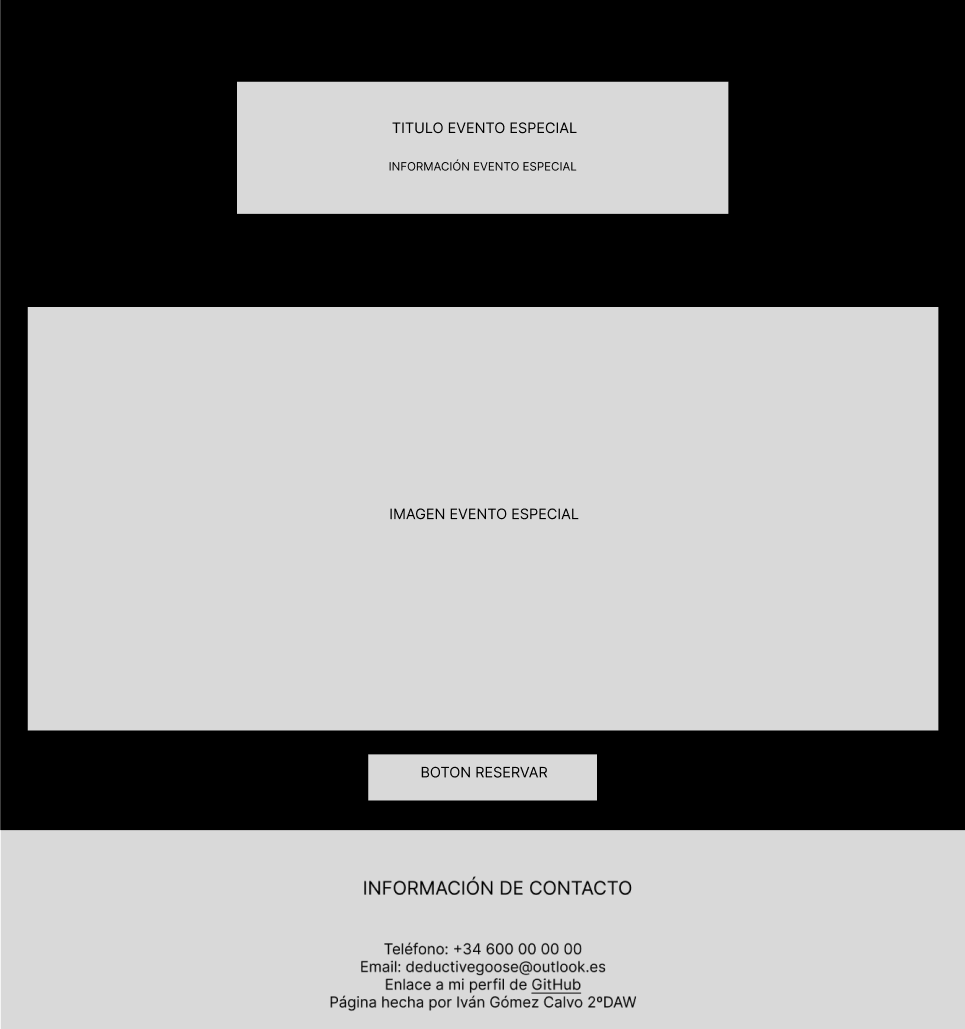 TITULO EVENTO ESPECIAL
INFORMACIÓN EVENTO ESPECIAL
IMAGEN EVENTO ESPECIAL
BOTON RESERVAR
INFORMACIÓN DE CONTACTO
Teléfono: +34 600 00 00 00
Email: deductivegoose@outlook.es
Enlace a mi perfil de GitHub
Página hecha por Iván Gómez Calvo 2ºDAW